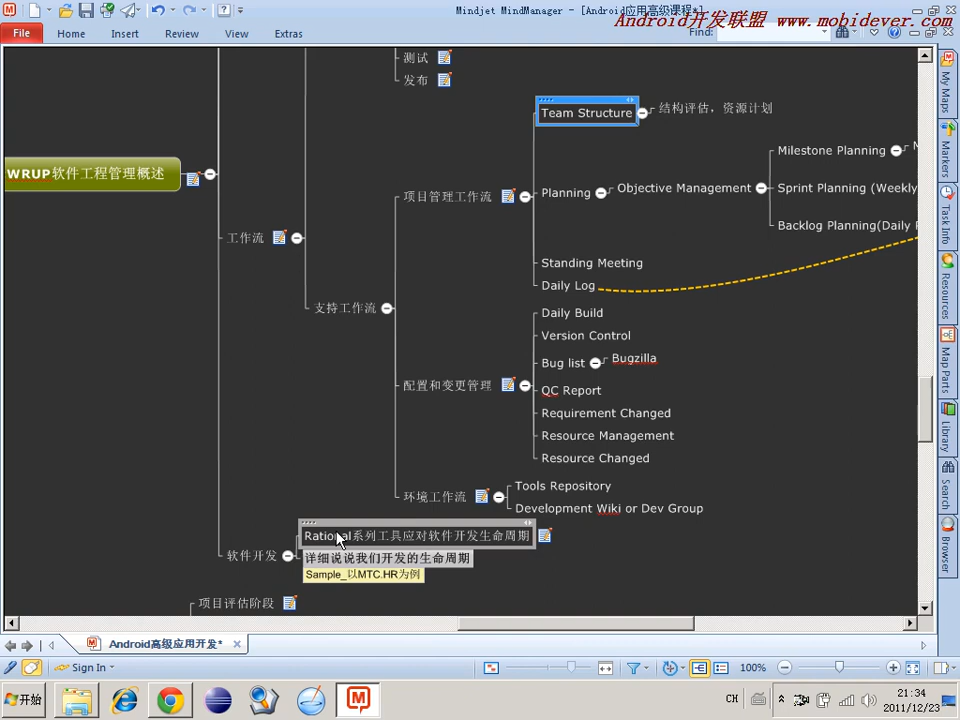 Mindjet MindManager - [Android应用高级课程*]
Android开发联盟 www.mobidever.com
File Home Insert Review View Extras Find:
测试
发布
Team Structure
结构评估，资源计划
WRUP软件工程管理概述
Milestone Planning
项目管理工作流
Planning
Objective Management
Sprint Planning (Weekly
Backlog Planning(Daily
工作流
Standing Meeting
Daily Log
支持工作流
Daily Build
Version Control
Bug list
Bugzilla
配置和变更管理
QC Report
Requirement Changed
Resource Management
Resource Changed
环境工作流
Tools Repository
Development Wiki or Dev Group
Rational系列工具应对软件开发生命周期
软件开发
详细说说我们开发的生命周期
Sample_以MTC.HR为例
项目评估阶段
My Maps
Markers
Task Info
Resources
Map Parts
Library
Search
Browser
Android高级应用开发*
Sign In
100%
开始
CH
21:34
2011/12/23